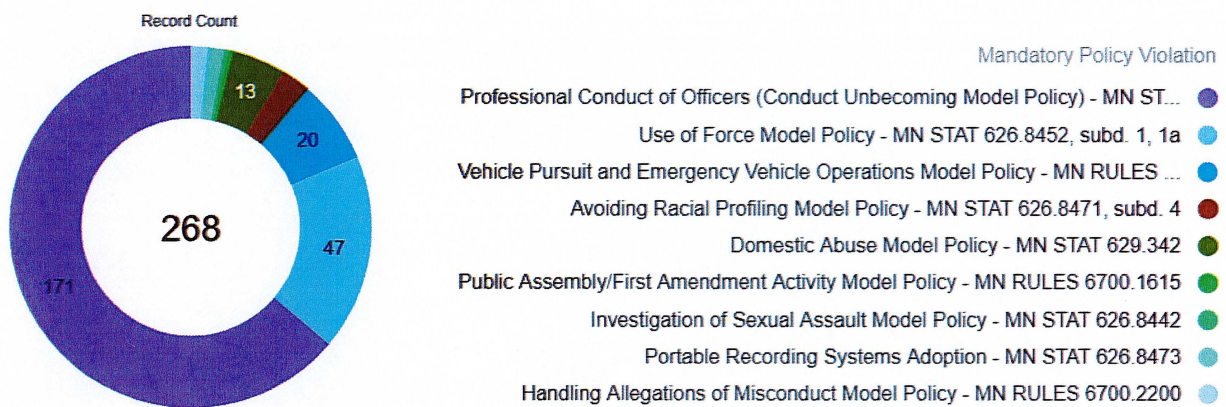 Record Count
Mandatory Policy Violation
Professional Conduct of Officers (Conduct Unbecoming Model Policy) - MN ST...
Use of Force Model Policy - MN STAT 626.8452, subd. 1, 1a
Vehicle Pursuit and Emergency Vehicle Operations Model Policy - MN RULES ...
Avoiding Racial Profiling Model Policy - MN STAT 626.8471, subd. 4
Domestic Abuse Model Policy - MN STAT 629.342
Public Assembly/First Amendment Activity Model Policy - MN RULES 6700.1615
Investigation of Sexual Assault Model Policy - MN STAT 626.8442
Portable Recording Systems Adoption - MN STAT 626.8473
Handling Allegations of Misconduct Model Policy - MN RULES 6700.2200
13
20
268
47
171